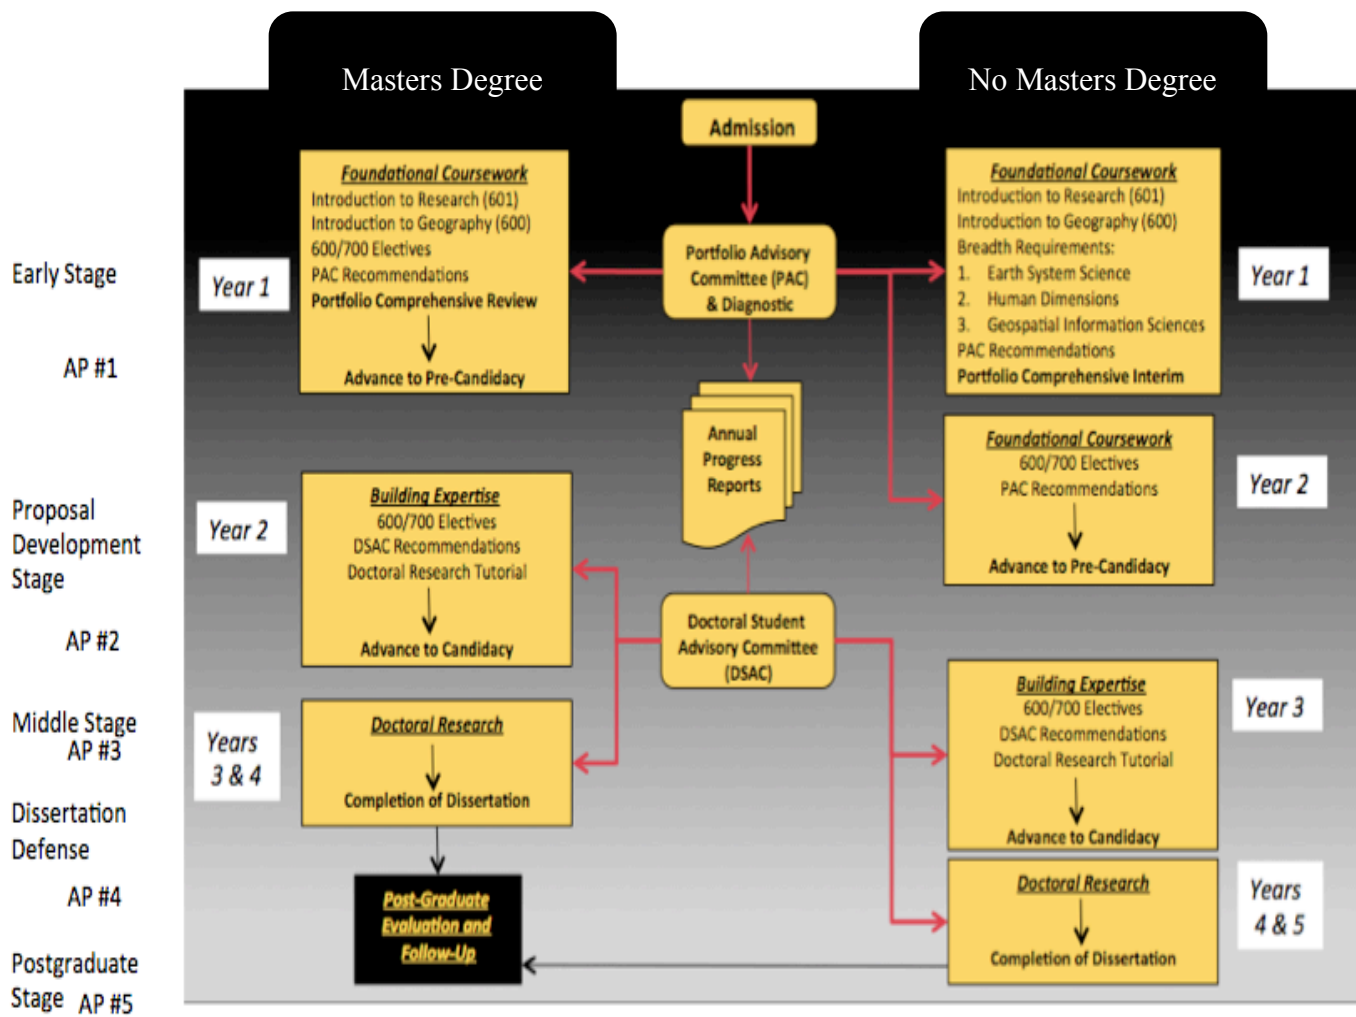 Masters Degree
No Masters Degree
Admission
Early Stage
AP #1
Proposal
Development
Stage
AP #2
Middle Stage
AP #3
Dissertation
Defense
AP #4
Postgraduate
Stage AP #5
Year 1
Foundational Coursework
Introduction to Research (601)
Introduction to Geography (600)
600/700 Electives
PAC Recommendations
Portfolio Comprehensive Review
Advance to Pre-Candidacy
Year 2
Building Expertise
600/700 Electives
DSAC Recommendations
Doctoral Research Tutorial
Advance to Candidacy
Years
3 & 4
Doctoral Research
Completion of Dissertation
Post-Graduate
Evaluation and
Follow-Up
Portfolio Advisory
Committee (PAC)
& Diagnostic
Annual
Progress
Reports
Doctoral Student
Advisory Committee
(DSAC)
Foundational Coursework
Introduction to Research (601)
Introduction to Geography (600)
Breadth Requirements:
1. Earth System Science
2. Human Dimensions
3. Geospatial Information Sciences
PAC Recommendations
Portfolio Comprehensive Interim
Year 1
Foundational Coursework
600/700 Electives
PAC Recommendations
Advance to Pre-Candidacy
Year 2
Building Expertise
600/700 Electives
DSAC Recommendations
Doctoral Research Tutorial
Advance to Candidacy
Year 3
Doctoral Research
Completion of Dissertation
Years
4 & 5